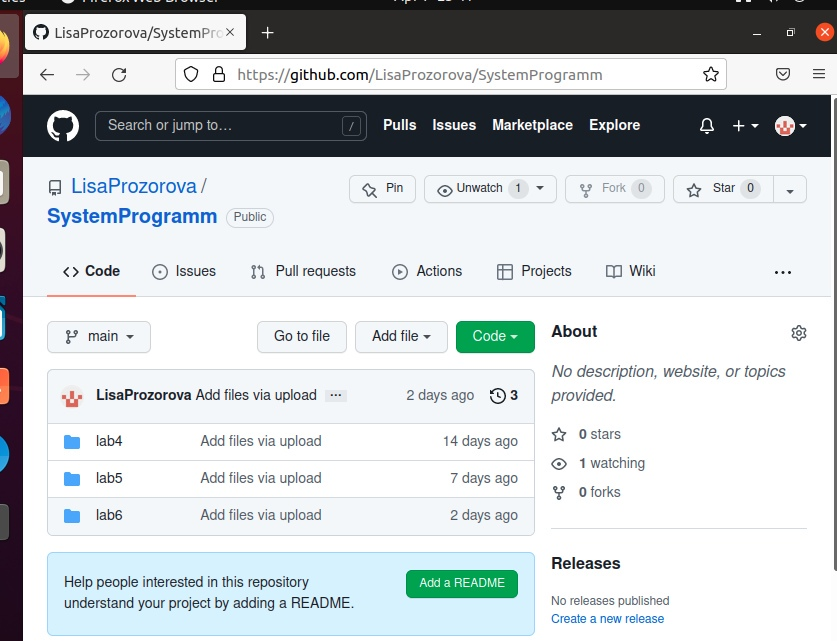 Firefox Web Browser
LisaProzorova/SystemPro
https://github.com/LisaProzorova/SystemProgramm
Search or jump to…
/
Pulls
Issues
Marketplace
Explore
LisaProzorova /
SystemProgramm
Public
Pin
Unwatch 1
Fork 0
Star 0
Code
Issues
Pull requests
Actions
Projects
Wiki
main
Go to file
Add file
Code
LisaProzorova Add files via upload
2 days ago
3
lab4 Add files via upload 14 days ago
lab5 Add files via upload 7 days ago
lab6 Add files via upload 2 days ago
Help people interested in this repository
understand your project by adding a README.
Add a README
About
No description, website, or topics
provided.
0 stars
1 watching
0 forks
Releases
No releases published
Create a new release